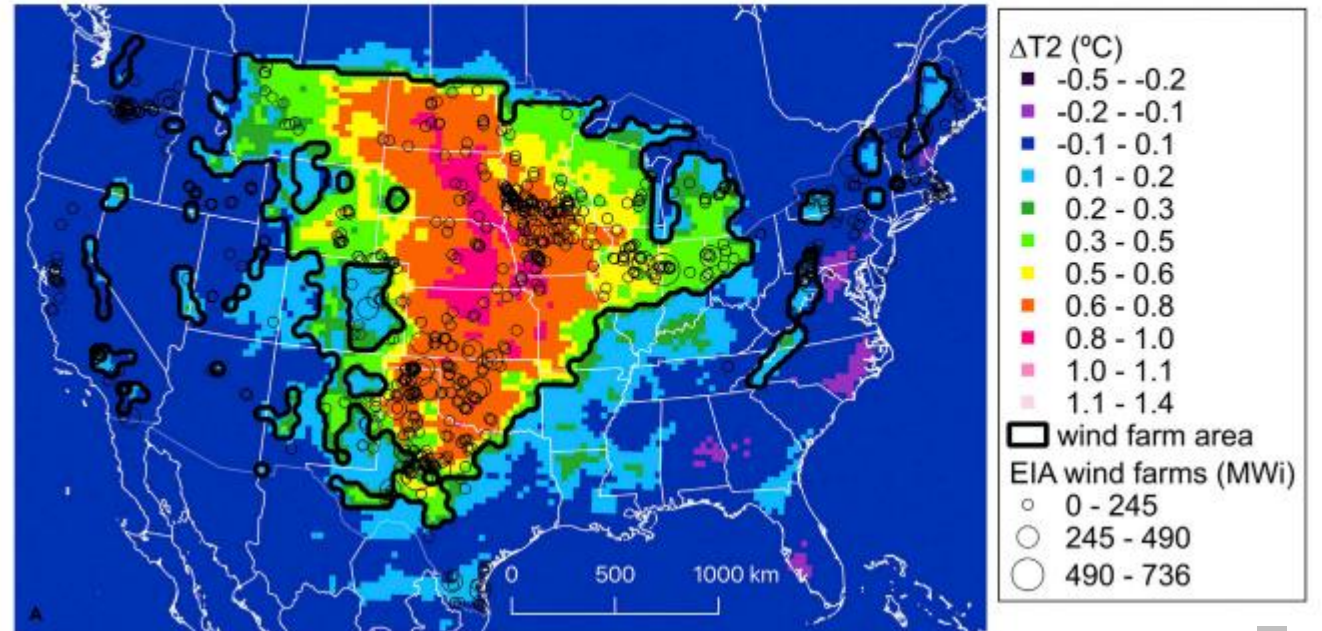 ΔT2 (ºC)
-0.5 - -0.2
-0.2 - -0.1
-0.1 - 0.1
0.1 - 0.2
0.2 - 0.3
0.3 - 0.5
0.5 - 0.6
0.6 - 0.8
0.8 - 1.0
1.0 - 1.1
1.1 - 1.4
wind farm area
EIA wind farms (MWi)
0 - 245
245 - 490
490 - 736
0 500 1000 km
A